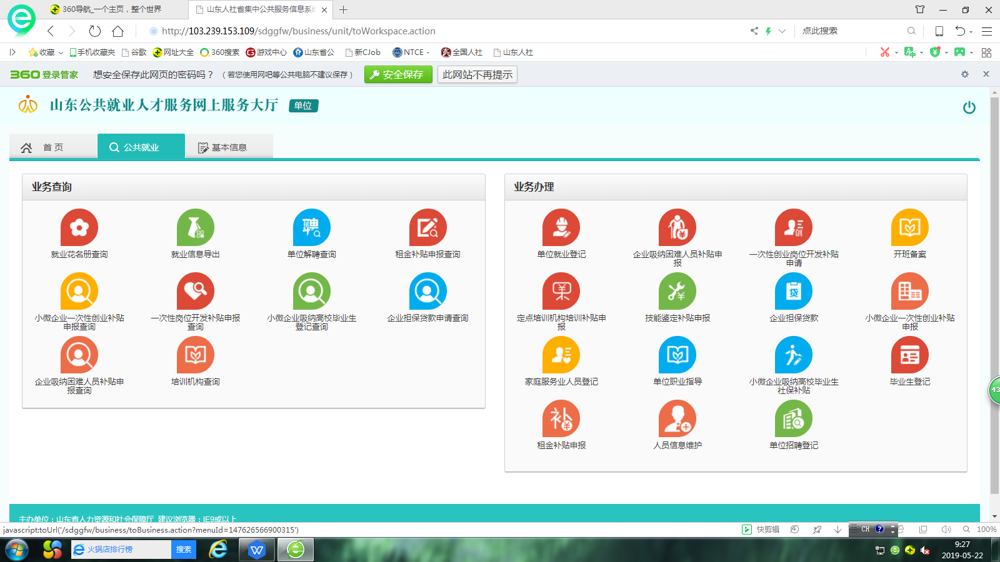 360导航_一个主页，整个世界
山东人社省集中公共服务信息系统
http://103.239.153.109/sdggfw/business/unit/toWorkspace.action
点此搜索
收藏
手机收藏夹
谷歌
网址大全
360搜索
游戏中心
山东省公
新CJob
NTCE -
全国人社
山东人社
360登录管家
想安全保存此网页的密码吗？
（若您使用网吧等公共电脑不建议保存）
安全保存
此网站不再提示
山东公共就业人才服务网上服务大厅
单位
首 页
公共就业
基本信息
业务查询
就业花名册查询
就业信息导出
聘
单位解聘查询
租金补贴申报查询
小微企业一次性创业补贴
申报查询
一次性岗位开发补贴申报
查询
小微企业吸纳高校毕业生
登记查询
企业担保贷款申请查询
企业吸纳困难人员补贴申
报查询
培训机构查询
业务办理
单位就业登记
企业吸纳困难人员补贴申
报
创
一次性创业岗位开发补贴
申请
开班备案
定点培训机构培训补贴申
报
技能鉴定补贴申报
贷
企业担保贷款
小微企业一次性创业补贴
申报
家庭服务业人员登记
单位职业指导
小微企业吸纳高校毕业生
社保补贴
毕业生登记
补
租金补贴申报
人员信息维护
单位招聘登记
43
主办单位：山东省人力资源和社会保障厅 建议浏览器：IE9或以上
javascript:toUrl('/sdggfw/business/toBusiness.action?menuId=147626566900315')
快剪辑
CH
100%
火锅店排行榜
搜索
9:27
2019-05-22